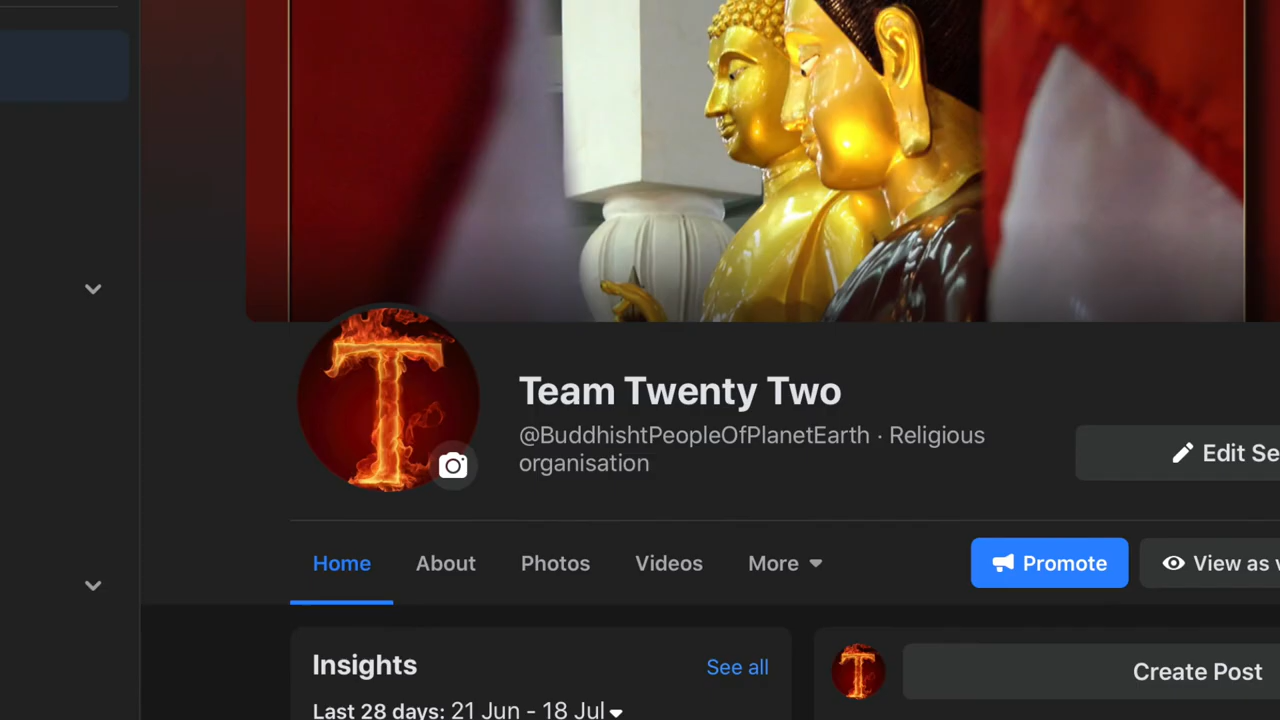 Team Twenty Two
@BuddhishtPeopleOfPlanetEarth · Religious
organisation
Edit Se
Home About Photos Videos More
Promote
View as v
Insights
See all
Create Post
Last 28 days: 21 Jun - 18 Jul
T
T